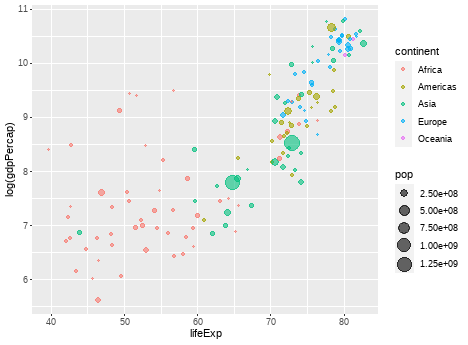 11
10
9
8
7
6
40
50
60
70
80
lifeExp
log(gdpPercap)
continent
Africa
Americas
Asia
Europe
Oceania
pop
2.50e+08
5.00e+08
7.50e+08
1.00e+09
1.25e+09